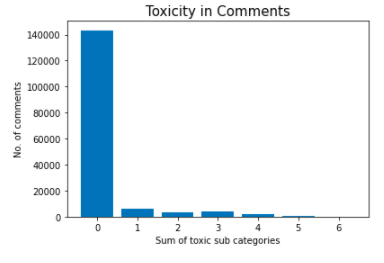 Toxicity in Comments
No. of comments
140000
120000
100000
80000
60000
40000
20000
0
0 1 2 3 4 5 6
Sum of toxic sub categories